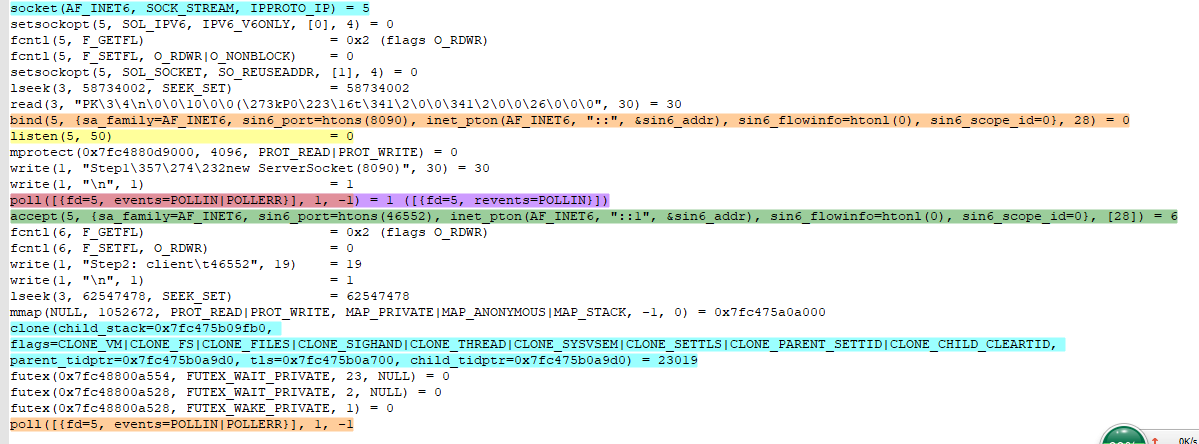 socket(AF_INET6, SOCK_STREAM, IPPROTO_IP) = 5
setsockopt(5, SOL_IPV6, IPV6_V6ONLY, [0], 4) = 0
fcntl(5, F_GETFL)                       = 0x2 (flags O_RDWR)
fcntl(5, F_SETFL, O_RDWR|O_NONBLOCK)    = 0
setsockopt(5, SOL_SOCKET, SO_REUSEADDR, [1], 4) = 0
lseek(3, 58734002, SEEK_SET)            = 58734002
read(3, "PK\3\4\n\0\0\10\0\0(\273kP0\223\16t\341\2\0\0\341\2\0\0\26\0\0\0", 30) = 30
bind(5, {sa_family=AF_INET6, sin6_port=htons(8090), inet_pton(AF_INET6, "::", &sin6_addr), sin6_flowinfo=htonl(0), sin6_scope_id=0}, 28) = 0
listen(5, 50)                           = 0
mprotect(0x7fc4880d9000, 4096, PROT_READ|PROT_WRITE) = 0
write(1, "Step1\357\274\232new ServerSocket(8090)", 30) = 30
write(1, "\n", 1)                       = 1
poll([{fd=5, events=POLLIN|POLLERR}], 1, -1) = 1 ([{fd=5, revents=POLLIN}])
accept(5, {sa_family=AF_INET6, sin6_port=htons(46552), inet_pton(AF_INET6, "::1", &sin6_addr), sin6_flowinfo=htonl(0), sin6_scope_id=0}, [28]) = 6
fcntl(6, F_GETFL)                       = 0x2 (flags O_RDWR)
fcntl(6, F_SETFL, O_RDWR)               = 0
write(1, "Step2: client\t46552", 19)    = 19
write(1, "\n", 1)                       = 1
lseek(3, 62547478, SEEK_SET)            = 62547478
mmap(NULL, 1052672, PROT_READ|PROT_WRITE, MAP_PRIVATE|MAP_ANONYMOUS|MAP_STACK, -1, 0) = 0x7fc475a0a000
clone(child_stack=0x7fc475b09fb0,
flags=CLONE_VM|CLONE_FS|CLONE_FILES|CLONE_SIGHAND|CLONE_THREAD|CLONE_SYSVSEM|CLONE_SETTLS|CLONE_PARENT_SETTID|CLONE_CHILD_CLEARTID,
parent_tidptr=0x7fc475b0a9d0, tls=0x7fc475b0a700, child_tidptr=0x7fc475b0a9d0) = 23019
futex(0x7fc48800a554, FUTEX_WAIT_PRIVATE, 23, NULL) = 0
futex(0x7fc48800a528, FUTEX_WAIT_PRIVATE, 2, NULL) = 0
futex(0x7fc48800a528, FUTEX_WAKE_PRIVATE, 1) = 0
poll([{fd=5, events=POLLIN|POLLERR}], 1, -1